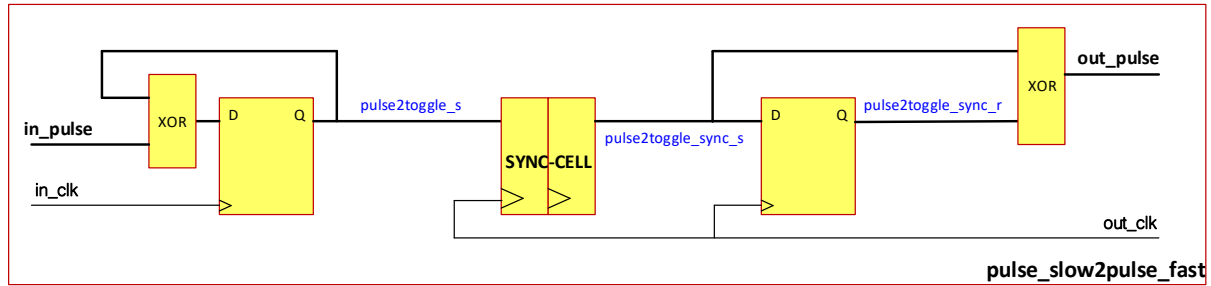 out_pulse
XOR
pulse2toggle_s
pulse2toggle_sync_r
D
Q
D
Q
XOR
in_pulse
pulse2toggle_sync_s
SYNC-CELL
in_clk
out_clk
pulse_slow2pulse_fast